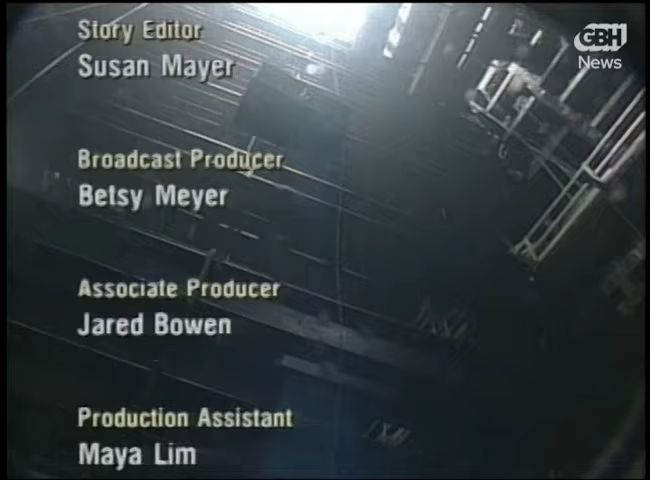 Story Editor
Susan Mayer
GBH
News
Broadcast Producer
Betsy Meyer
Associate Producer
Jared Bowen
Production Assistant
Maya Lim